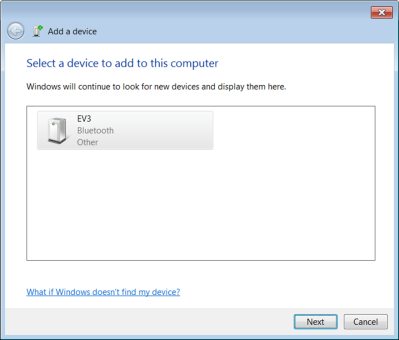 Add a device
Select a device to add to this computer
Windows will continue to look for new devices and display them here.
EV3
Bluetooth
Other
What if Windows doesn't find my device?
Next Cancel